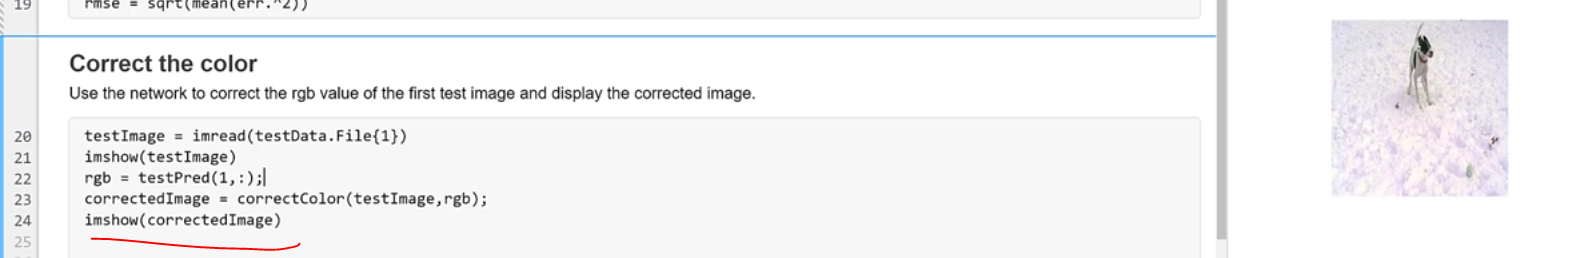 19 rmse = sqrt(mean(err.^2))
Correct the color
Use the network to correct the rgb value of the first test image and display the corrected image.
20 testImage = imread(testData.File{1})
21 imshow(testImage)
22 rgb = testPred(1,:);
23 correctedImage = correctColor(testImage,rgb);
24 imshow(correctedImage)
25